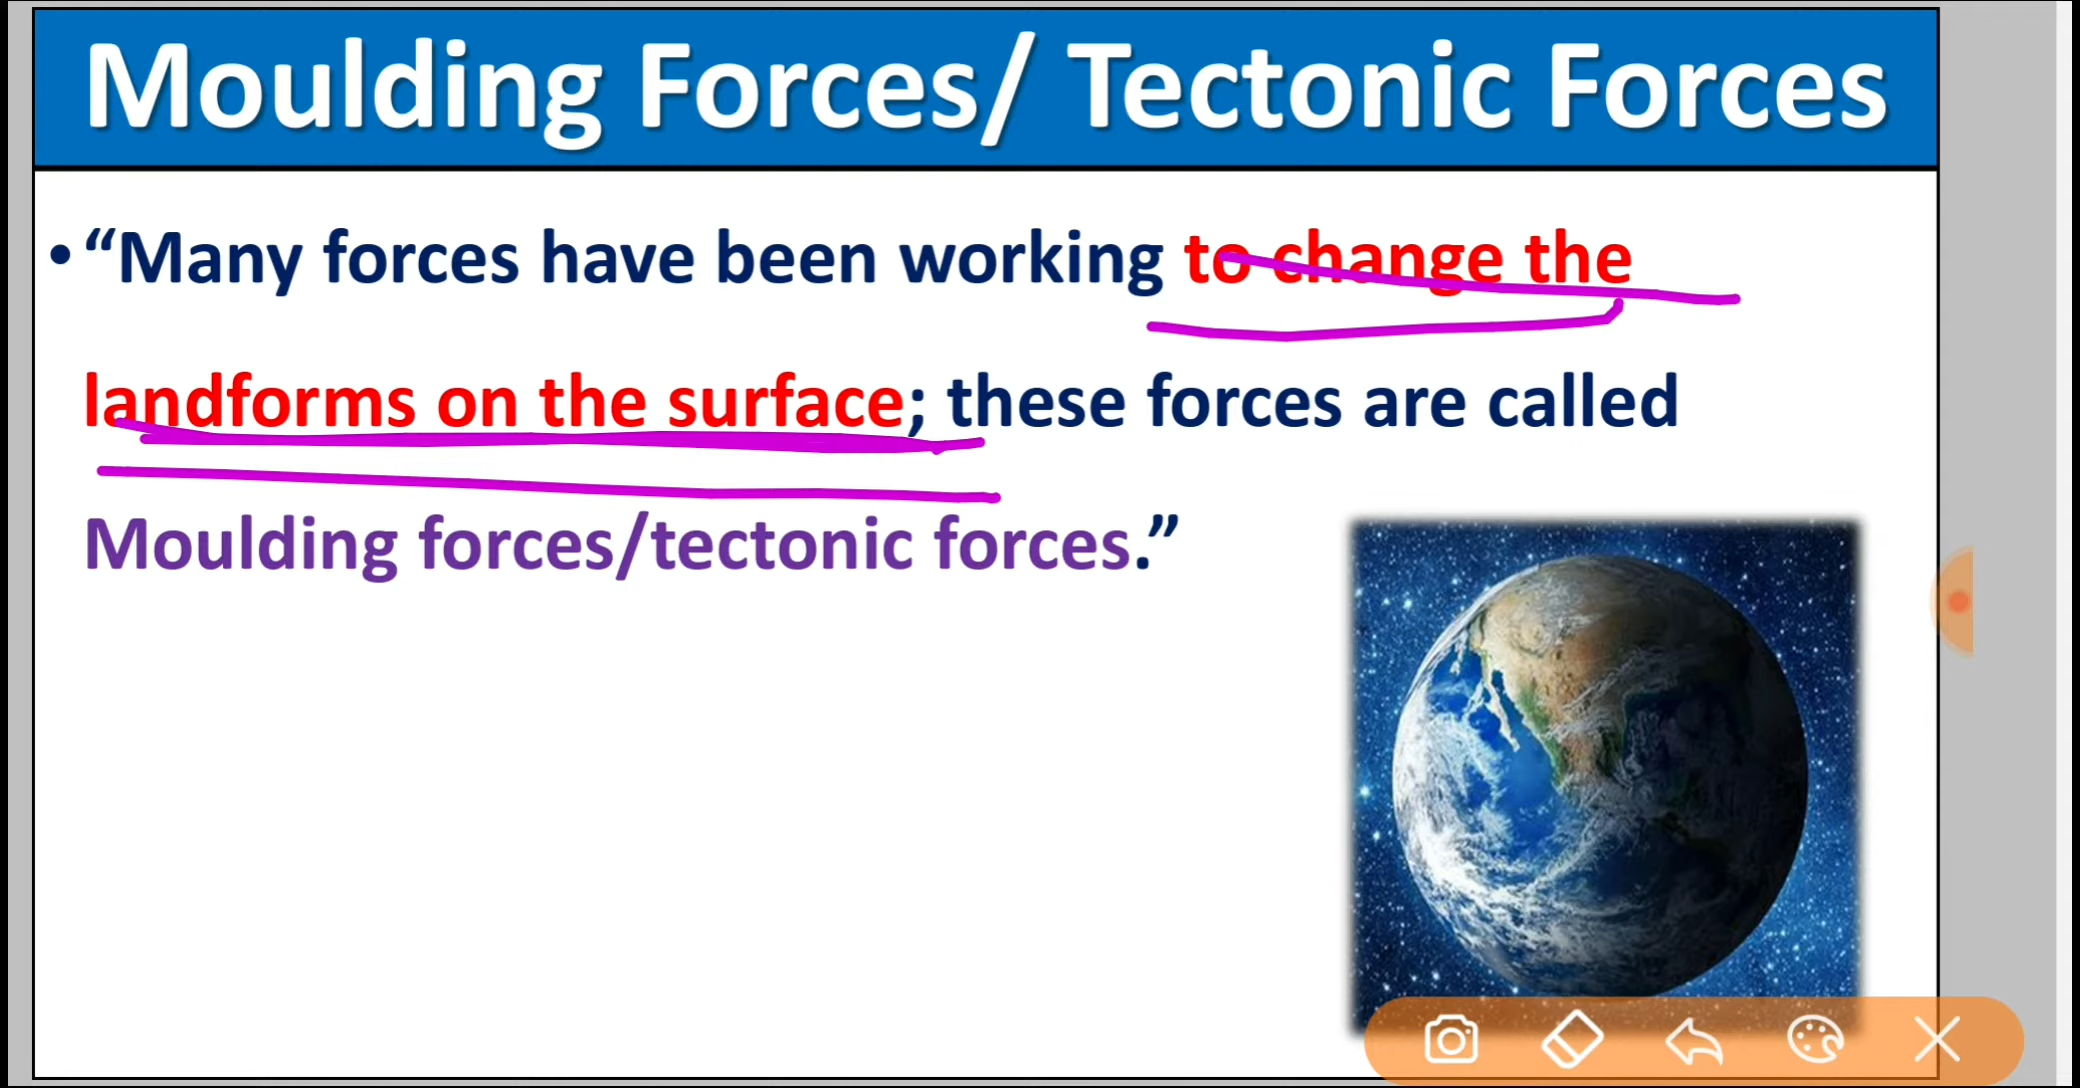 Moulding Forces/ Tectonic Forces
• “Many forces have been working to change the
landforms on the surface; these forces are called
Moulding forces/tectonic forces.”